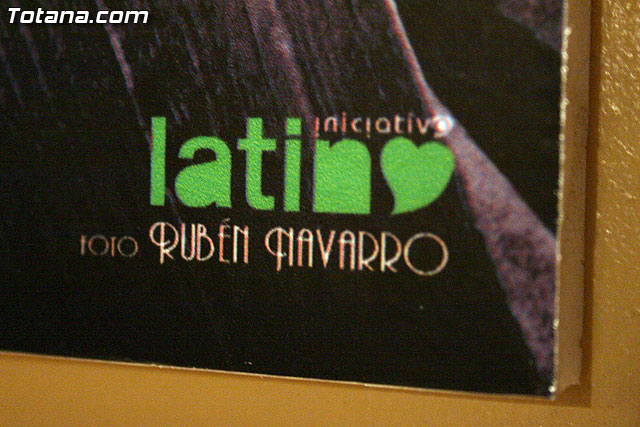 Totana.com
iniciativa
latino
FOTO RUBÉN NAVARRO